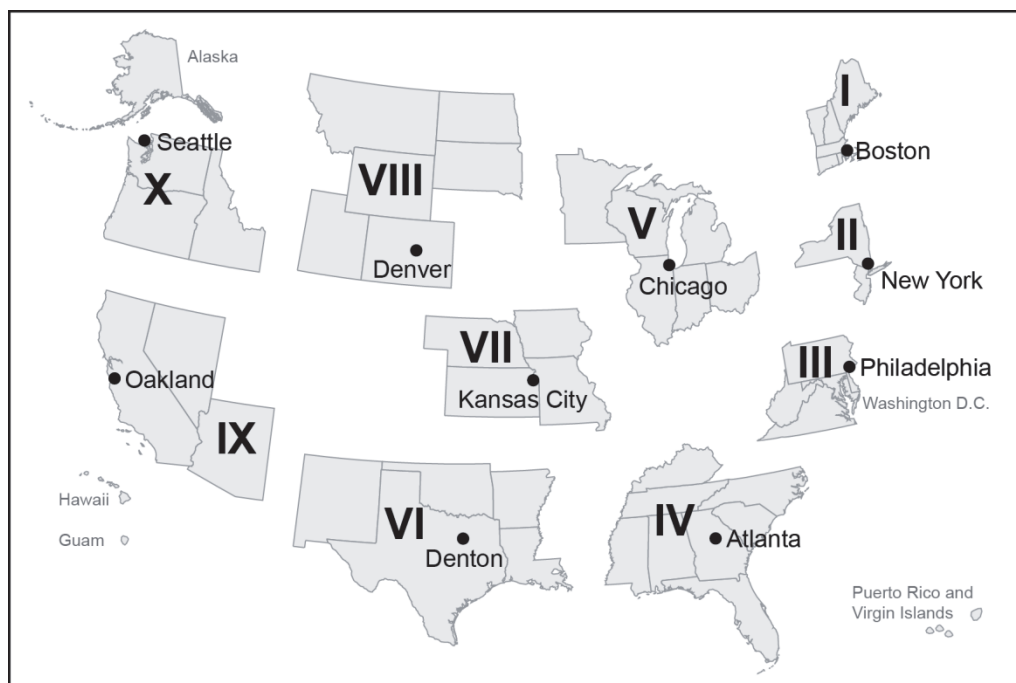 Alaska
Seattle
X
VIII
Denver
V
Chicago
I
Boston
II
New York
VII
Kansas City
III
Philadelphia
Washington D.C.
Oakland
IX
Hawaii
Guam
VI
Denton
IV
Atlanta
Puerto Rico and
Virgin Islands